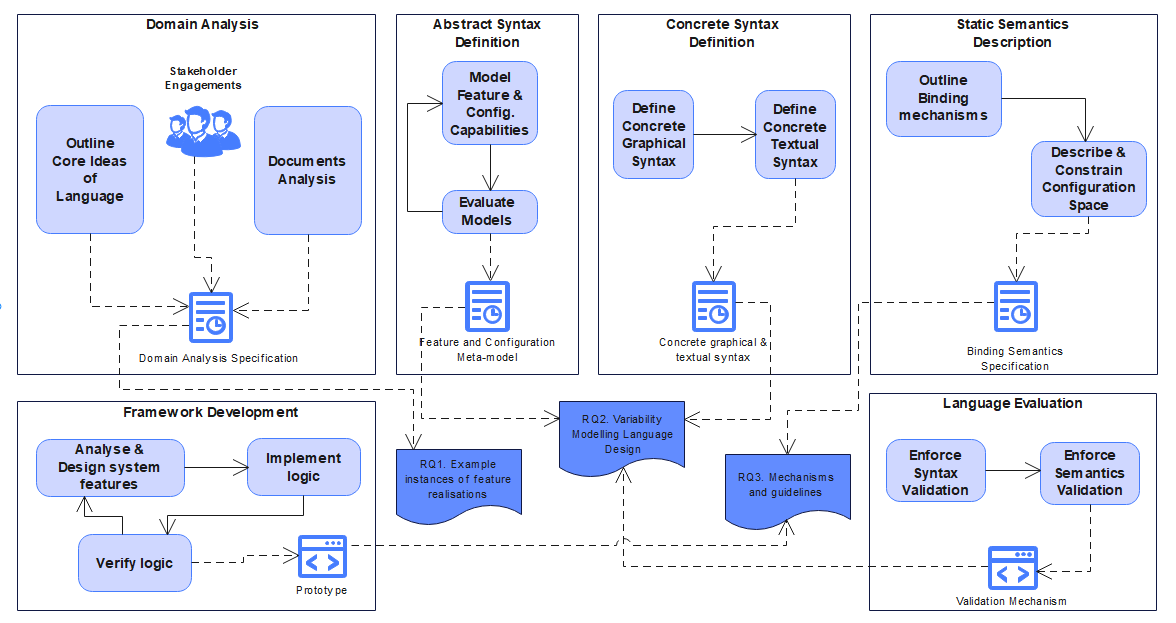 Domain Analysis
Stakeholder
Engagements
Outline
Core Ideas
of
Language
Documents
Analysis
Domain Analysis Specification
Abstract Syntax
Definition
Model
Feature &
Config.
Capabilities
Evaluate
Models
Feature and Configuration
Meta-model
Concrete Syntax
Definition
Define
Concrete
Graphical
Syntax
Define
Concrete
Textual
Syntax
Concrete graphical &
textual syntax
Static Semantics
Description
Outline
Binding
mechanisms
Describe &
Constrain
Configuration
Space
Binding Semantics
Specification
Framework Development
Analyse &
Design system
features
Implement
logic
Verify logic
Prototype
RQ1. Example
instances of feature
realisations
RQ2. Variability
Modelling Language
Design
RQ3. Mechanisms
and guidelines
Language Evaluation
Enforce
Syntax
Validation
Enforce
Semantics
Validation
Validation Mechanism